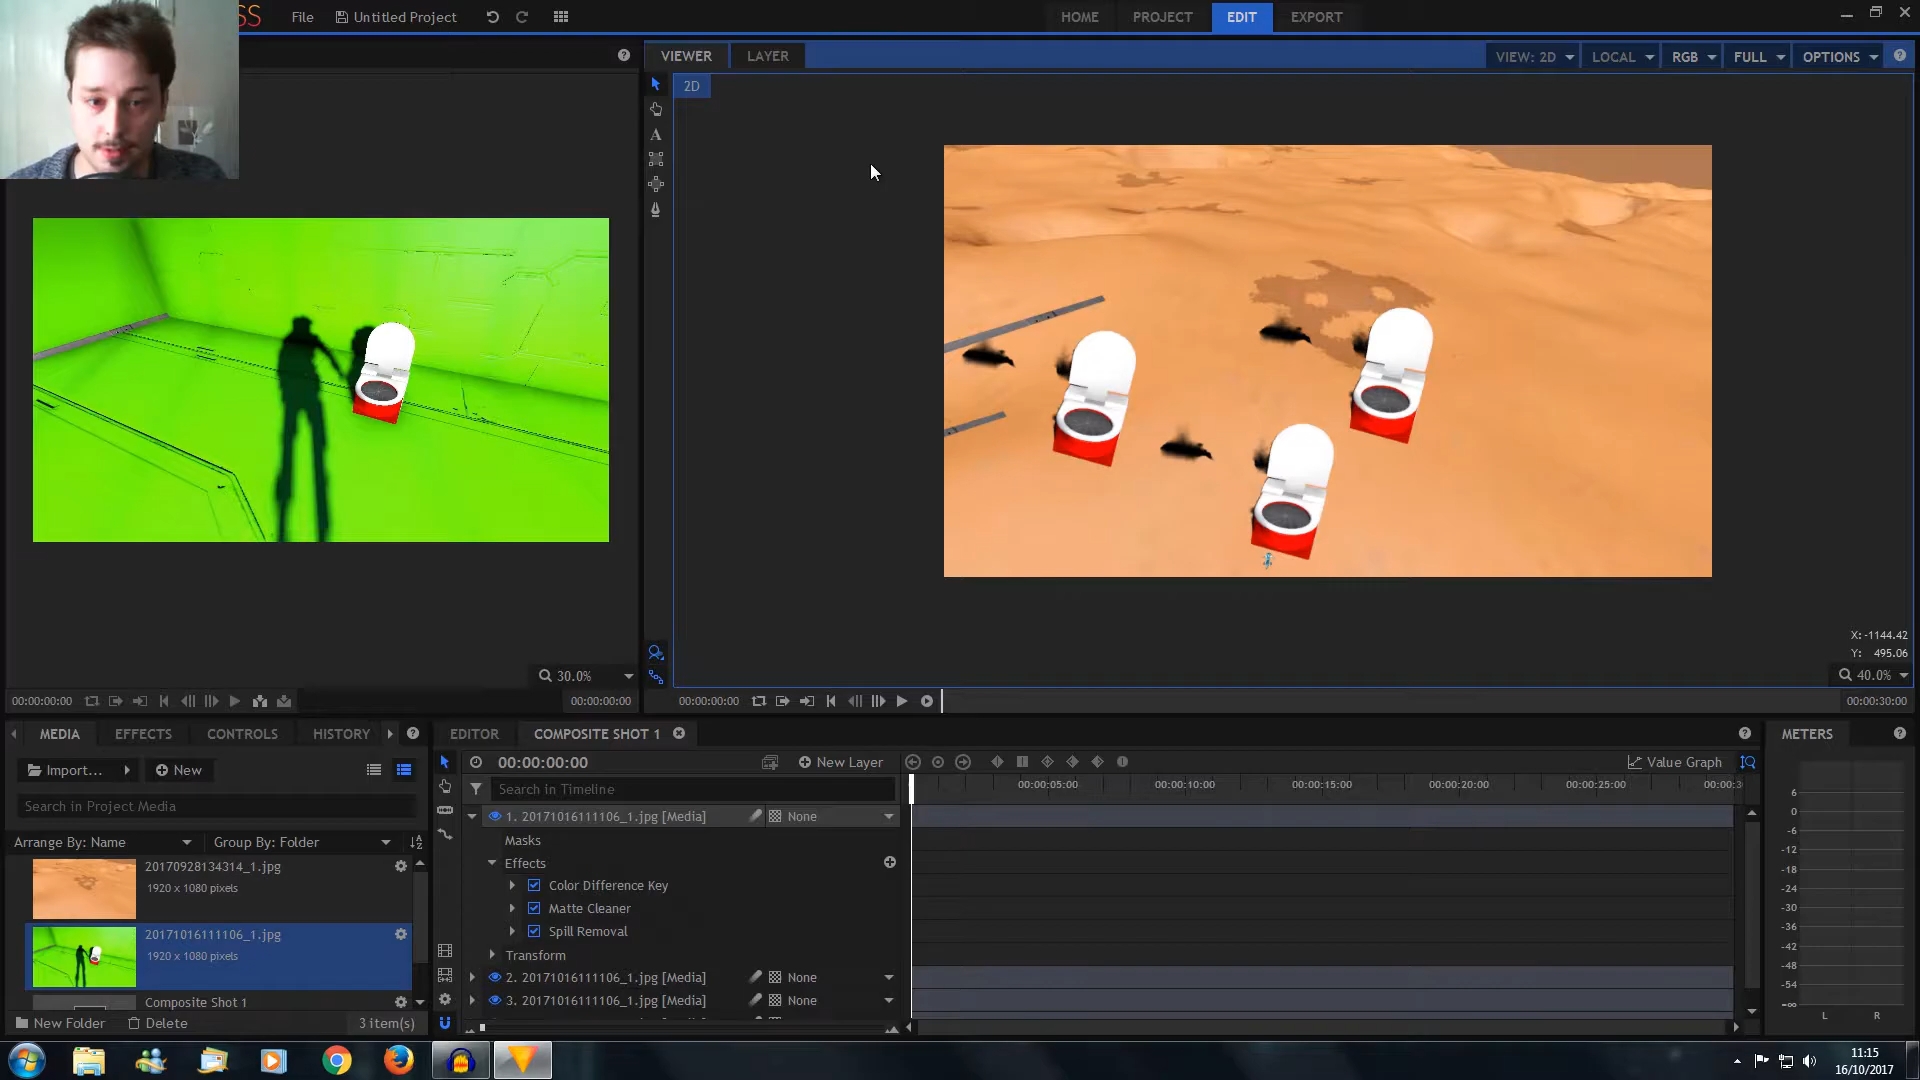 SS File Untitled Project HOME PROJECT EDIT EXPORT
VIEWER LAYER VIEW: 2D LOCAL RGB FULL OPTIONS
2D
A
X: -1144.42
Y: 495.06
30.0% 40.0%
00:00:00:00 00:00:00:00 00:00:00:00 00:00:30:00
MEDIA EFFECTS CONTROLS HISTORY
Import... New
Search in Project Media
Arrange By: Name Group By: Folder
20170928134314_1.jpg
1920 x 1080 pixels
20171016111106_1.jpg
1920 x 1080 pixels
Composite Shot 1
New Folder Delete 3 item(s)
EDITOR COMPOSITE SHOT 1
00:00:00:00 New Layer Value Graph
Search in Timeline
00:00:05:00 00:00:10:00 00:00:15:00 00:00:20:00 00:00:25:00 00:00:3
1. 20171016111106_1.jpg [Media] None
Masks
Effects
Color Difference Key
Matte Cleaner
Spill Removal
Transform
2. 20171016111106_1.jpg [Media] None
3. 20171016111106_1.jpg [Media] None
METERS
6
0
-6
-12
-18
-24
-30
-36
-42
-48
-54
-∞
L R
11:15
16/10/2017